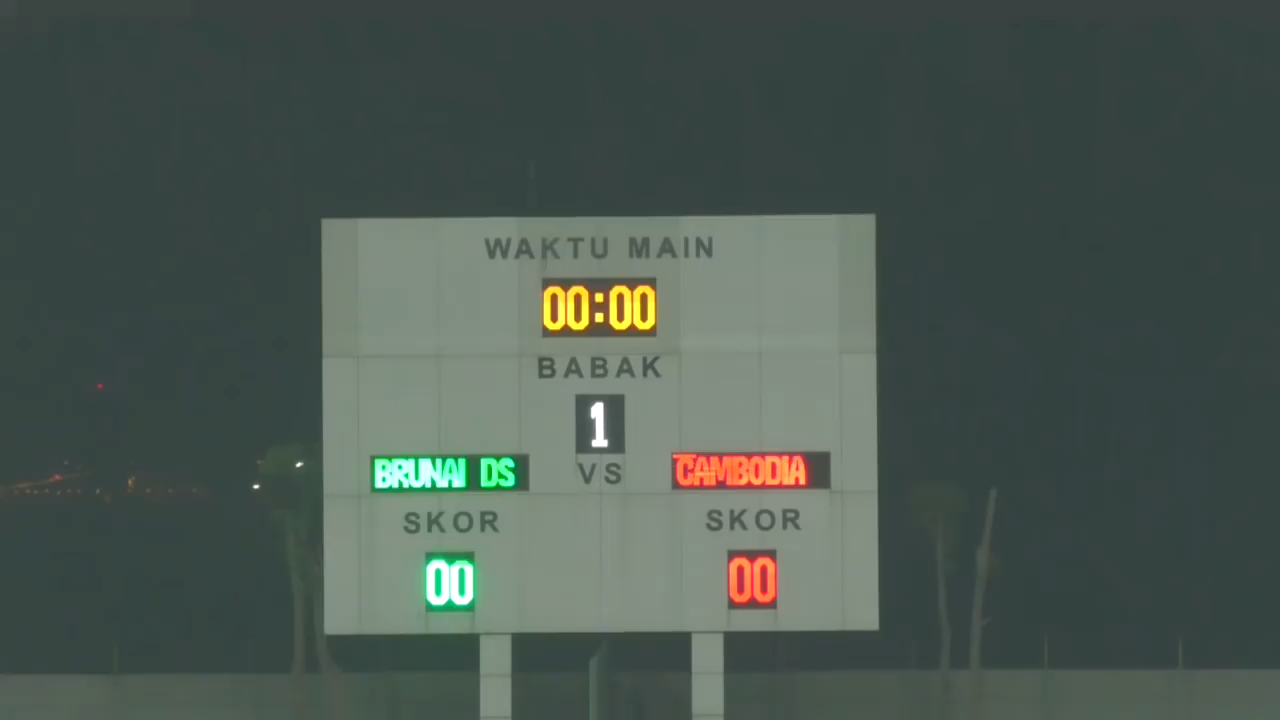 WAKTU MAIN
00:00
BABAK
1
BRUNAI DS VS CAMBODIA
SKOR SKOR
00 00